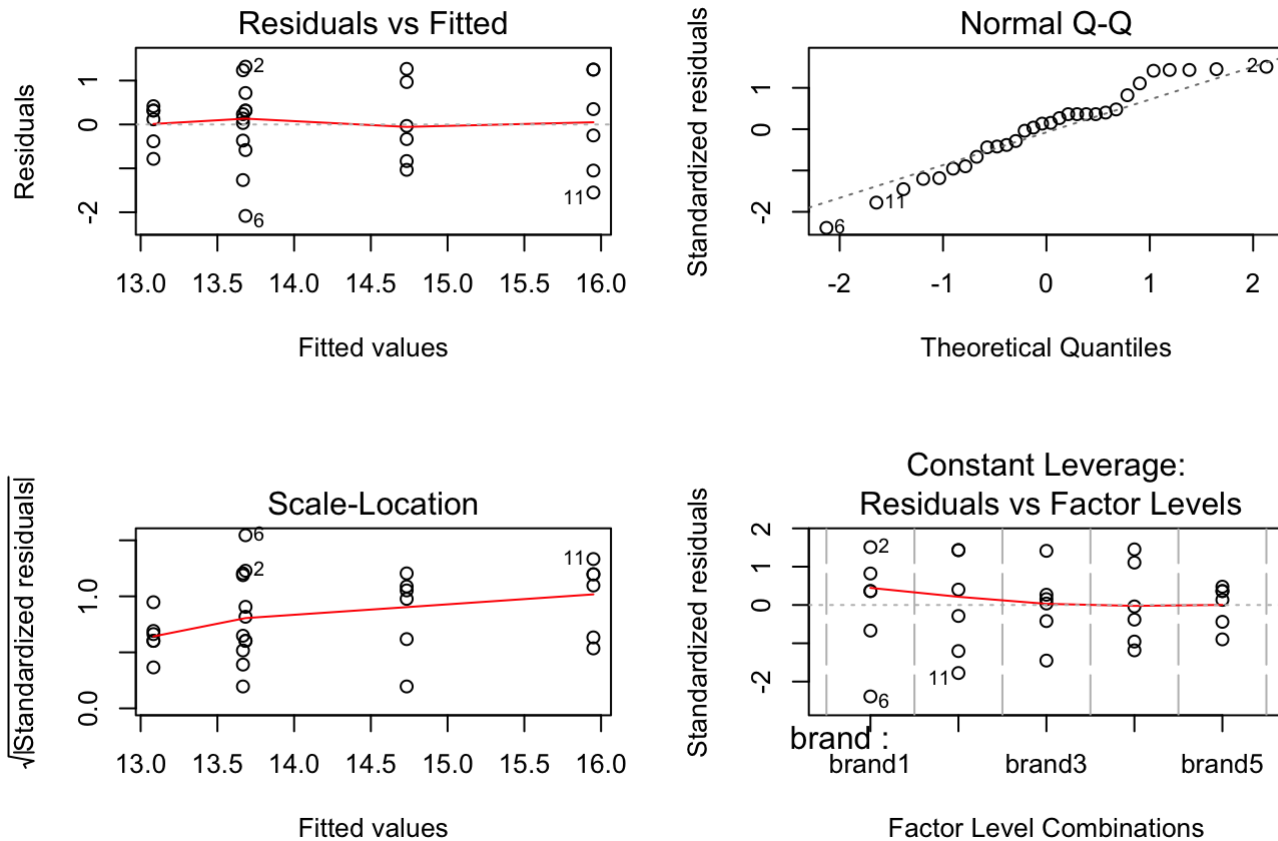 Residuals vs Fitted
Residuals
1
0
-2
2
6
11
13.0 13.5 14.0 14.5 15.0 15.5 16.0
Fitted values
Normal Q-Q
Standardized residuals
1
0
-2
2
11
6
-2 -1 0 1 2
Theoretical Quantiles
Scale-Location
√|Standardized residuals|
1.0
0.0
6
2
11
13.0 13.5 14.0 14.5 15.0 15.5 16.0
Fitted values
Constant Leverage:
Residuals vs Factor Levels
Standardized residuals
2
1
0
-2
2
11
6
brand :
brand1 brand3 brand5
Factor Level Combinations